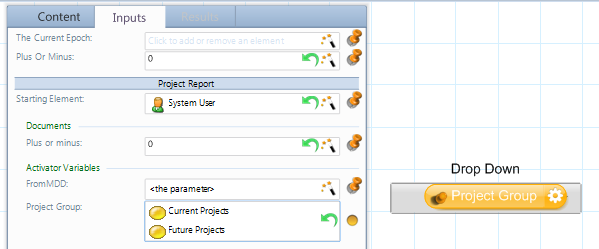 Content Inputs Results
The Current Epoch: Click to add or remove an element
Plus Or Minus: 0
Project Report
Starting Element: System User
Documents
Plus or minus: 0
Activator Variables
FromMDD: <the parameter>
Project Group: Current Projects
Future Projects
Drop Down
Project Group